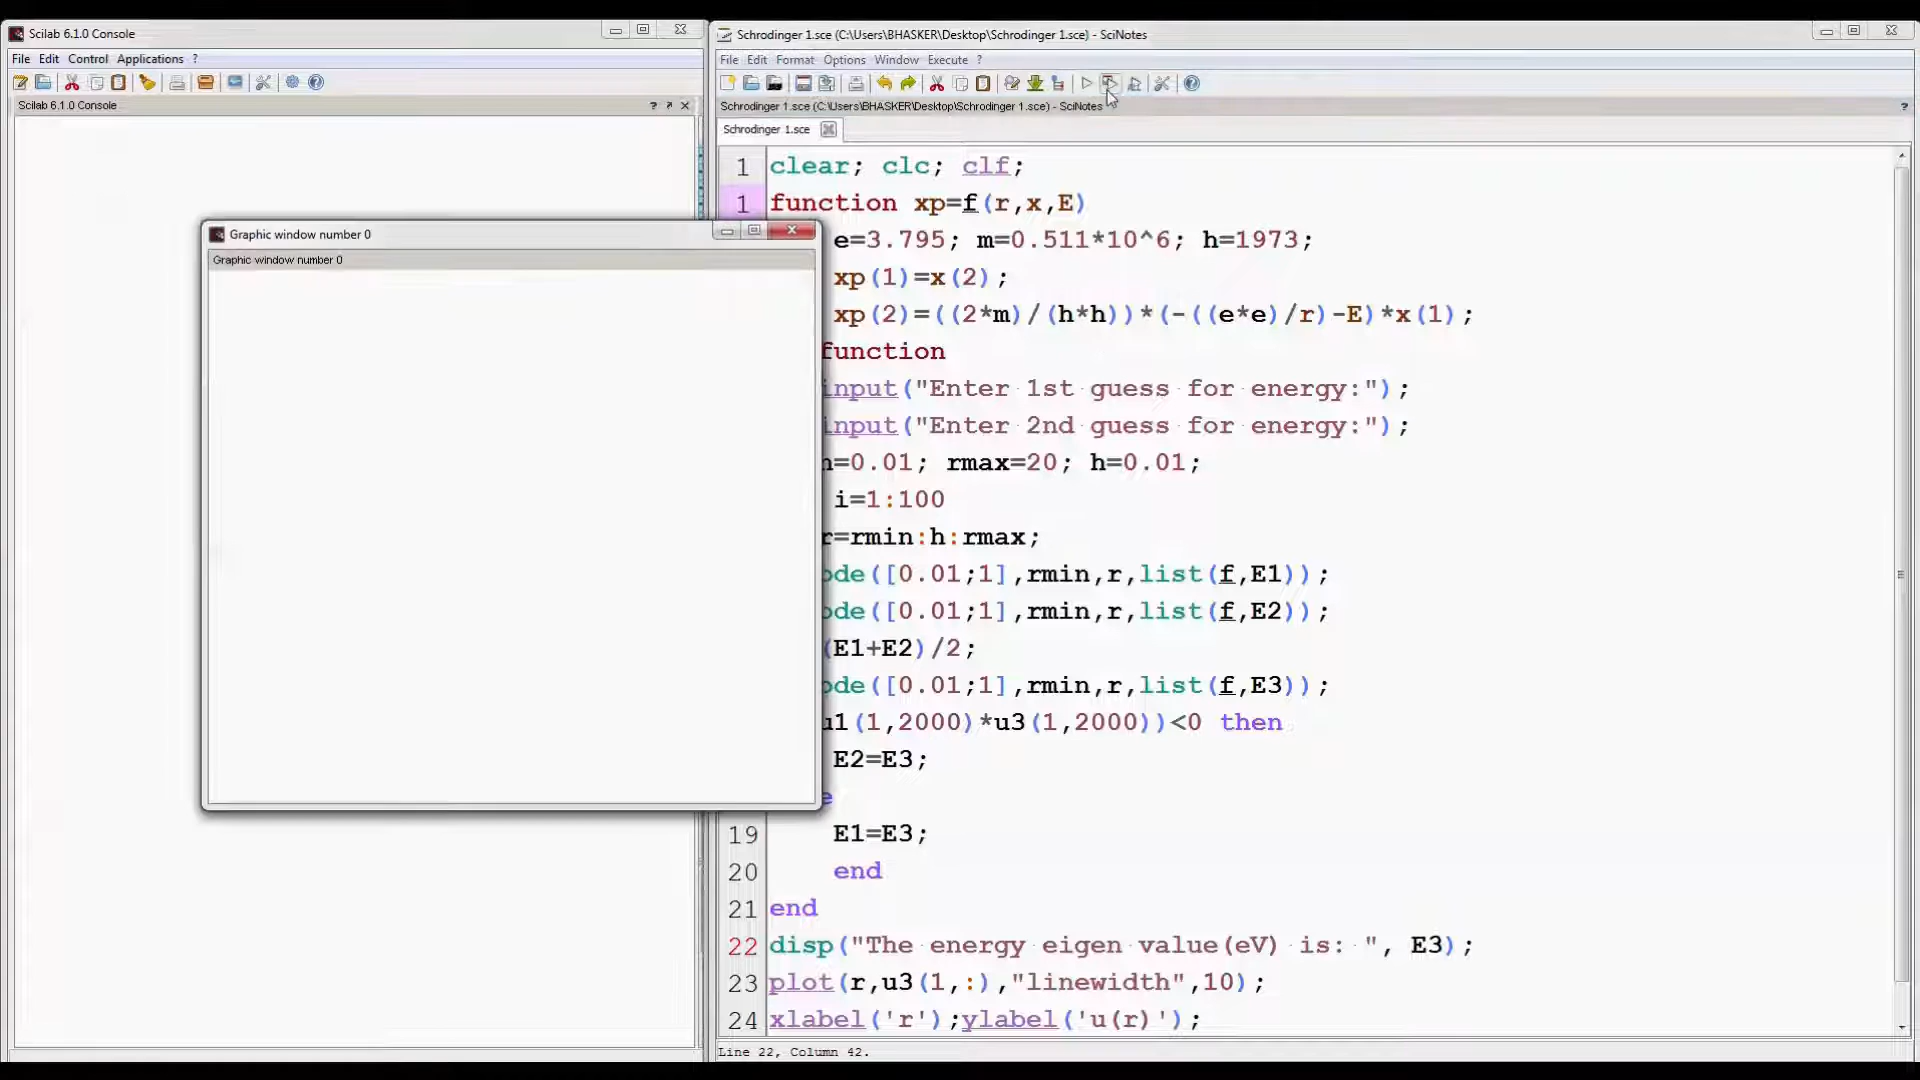 Scilab 6.1.0 Console
File Edit Control Applications ?
Scilab 6.1.0 Console
Graphic window number 0
Graphic window number 0
Schrodinger 1.sce (C:\Users\BHASKER\Desktop\Schrodinger 1.sce) - SciNotes
File Edit Format Options Window Execute ?
Schrodinger 1.sce (C:\Users\BHASKER\Desktop\Schrodinger 1.sce) - SciNotes
Schrodinger 1.sce
1 clear; clc; clf;
1 function xp=f(r,x,E)
e=3.795; m=0.511*10^6; h=1973;
xp(1)=x(2);
xp(2)=((2*m)/(h*h))*(-((e*e)/r)-E)*x(1);
function
input("Enter 1st guess for energy:");
input("Enter 2nd guess for energy:");
n=0.01; rmax=20; h=0.01;
i=1:100
r=rmin:h:rmax;
ode([0.01;1],rmin,r,list(f,E1));
ode([0.01;1],rmin,r,list(f,E2));
(E1+E2)/2;
ode([0.01;1],rmin,r,list(f,E3));
u1(1,2000)*u3(1,2000))<0 then
E2=E3;
e
19 E1=E3;
20 end
21 end
22 disp("The energy eigen value(eV) is: ", E3);
23 plot(r,u3(1,:),"linewidth",10);
24 xlabel('r');ylabel('u(r)');
Line 22, Column 42.